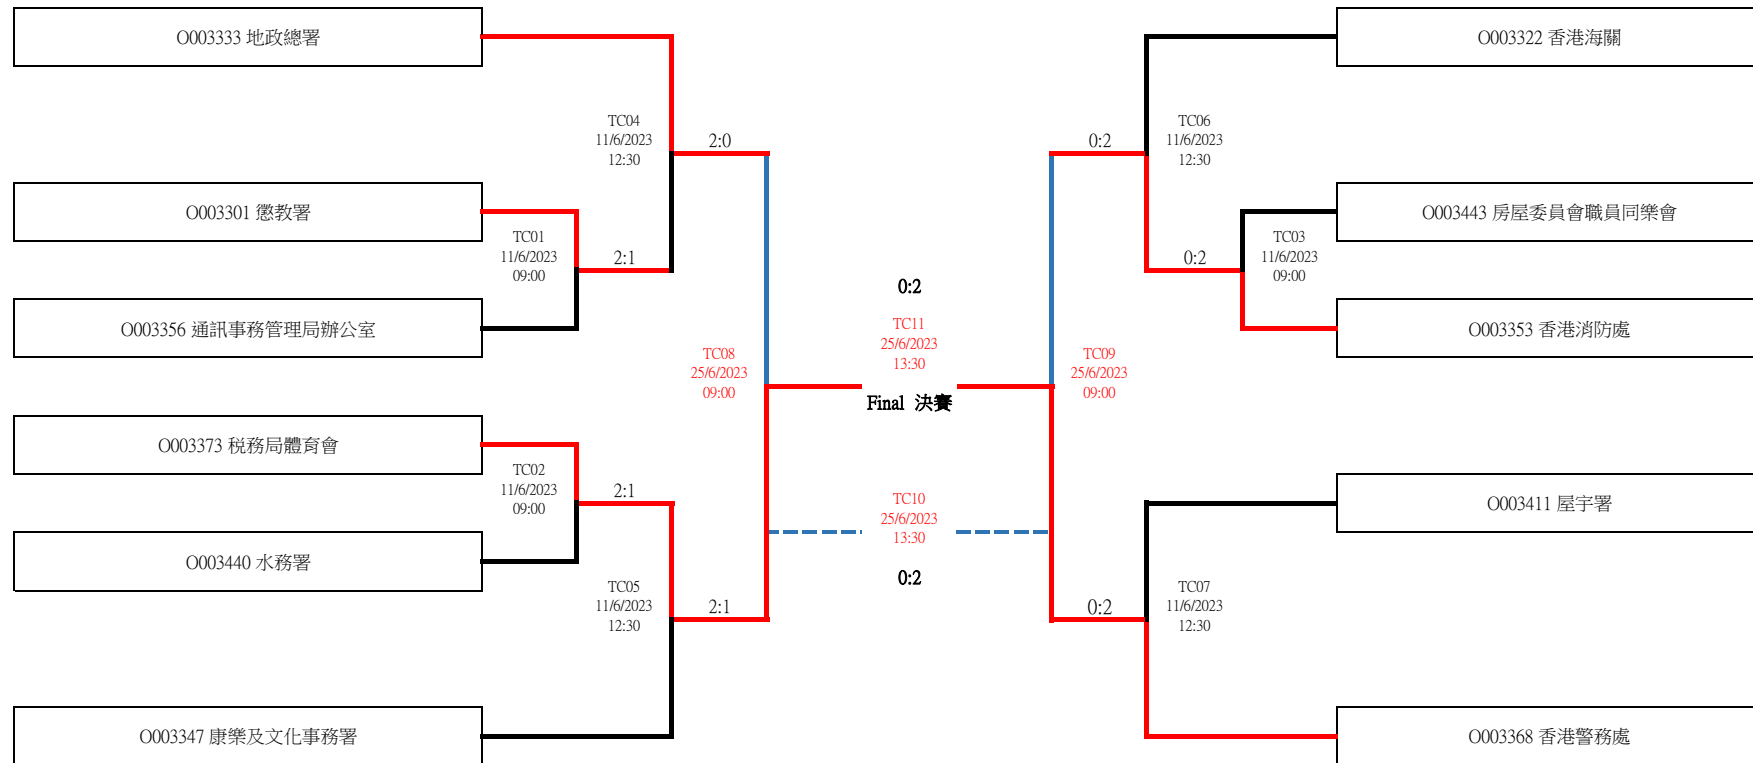 O003333 地政總署
O003322 香港海關
TC04
11/6/2023
12:30
2:0
0:2
TC06
11/6/2023
12:30
O003301 懲教署
O003443 房屋委員會職員同樂會
TC01
11/6/2023
09:00
2:1
0:2
TC03
11/6/2023
09:00
0:2
O003356 通訊事務管理局辦公室
TC11
25/6/2023
13:30
O003353 香港消防處
TC08
25/6/2023
09:00
TC09
25/6/2023
09:00
Final 決賽
O003373 税務局體育會
TC02
11/6/2023
09:00
2:1
TC10
25/6/2023
13:30
O003411 屋宇署
O003440 水務署
0:2
TC05
11/6/2023
12:30
2:1
0:2
TC07
11/6/2023
12:30
O003347 康樂及文化事務署
O003368 香港警務處